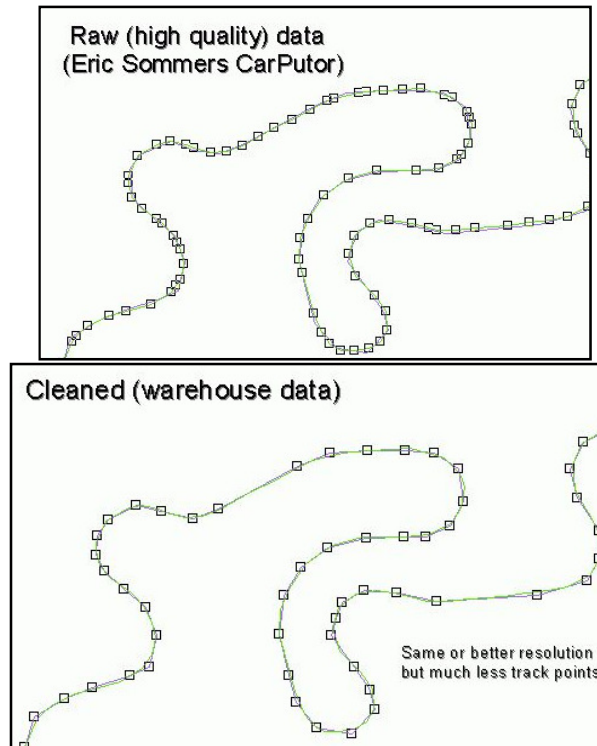 Raw (high quality) data
(Eric Sommers CarPutor)
Cleaned (warehouse data)
Same or better resolution
but much less track points